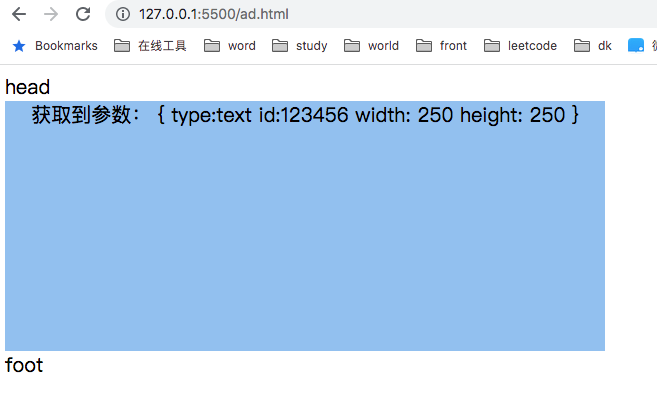 127.0.0.1:5500/ad.html
Bookmarks 在线工具 word study world front leetcode dk
head
获取到参数： { type:text id:123456 width: 250 height: 250 }
foot